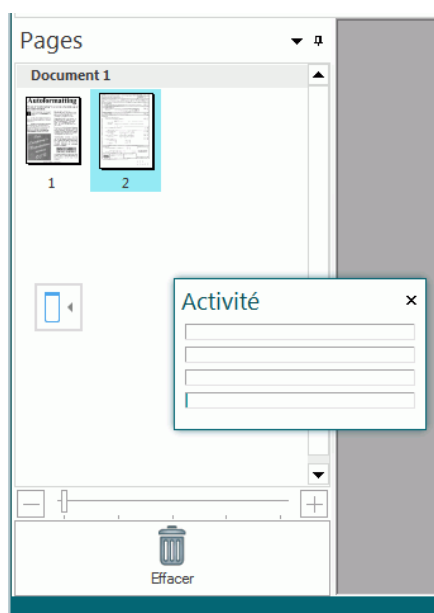 Pages
Document 1
Autoformatting
1
2
Activité
Effacer